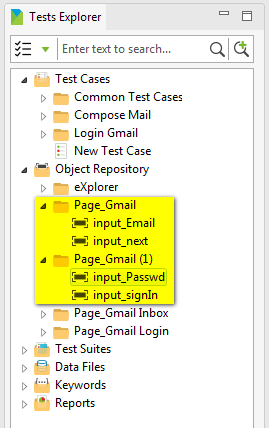 Tests Explorer
Enter text to search...
Test Cases
Common Test Cases
Compose Mail
Login Gmail
New Test Case
Object Repository
eXplorer
Page_Gmail
input_Email
input_next
Page_Gmail (1)
input_Passwd
input_signIn
Page_Gmail Inbox
Page_Gmail Login
Test Suites
Data Files
Keywords
Reports